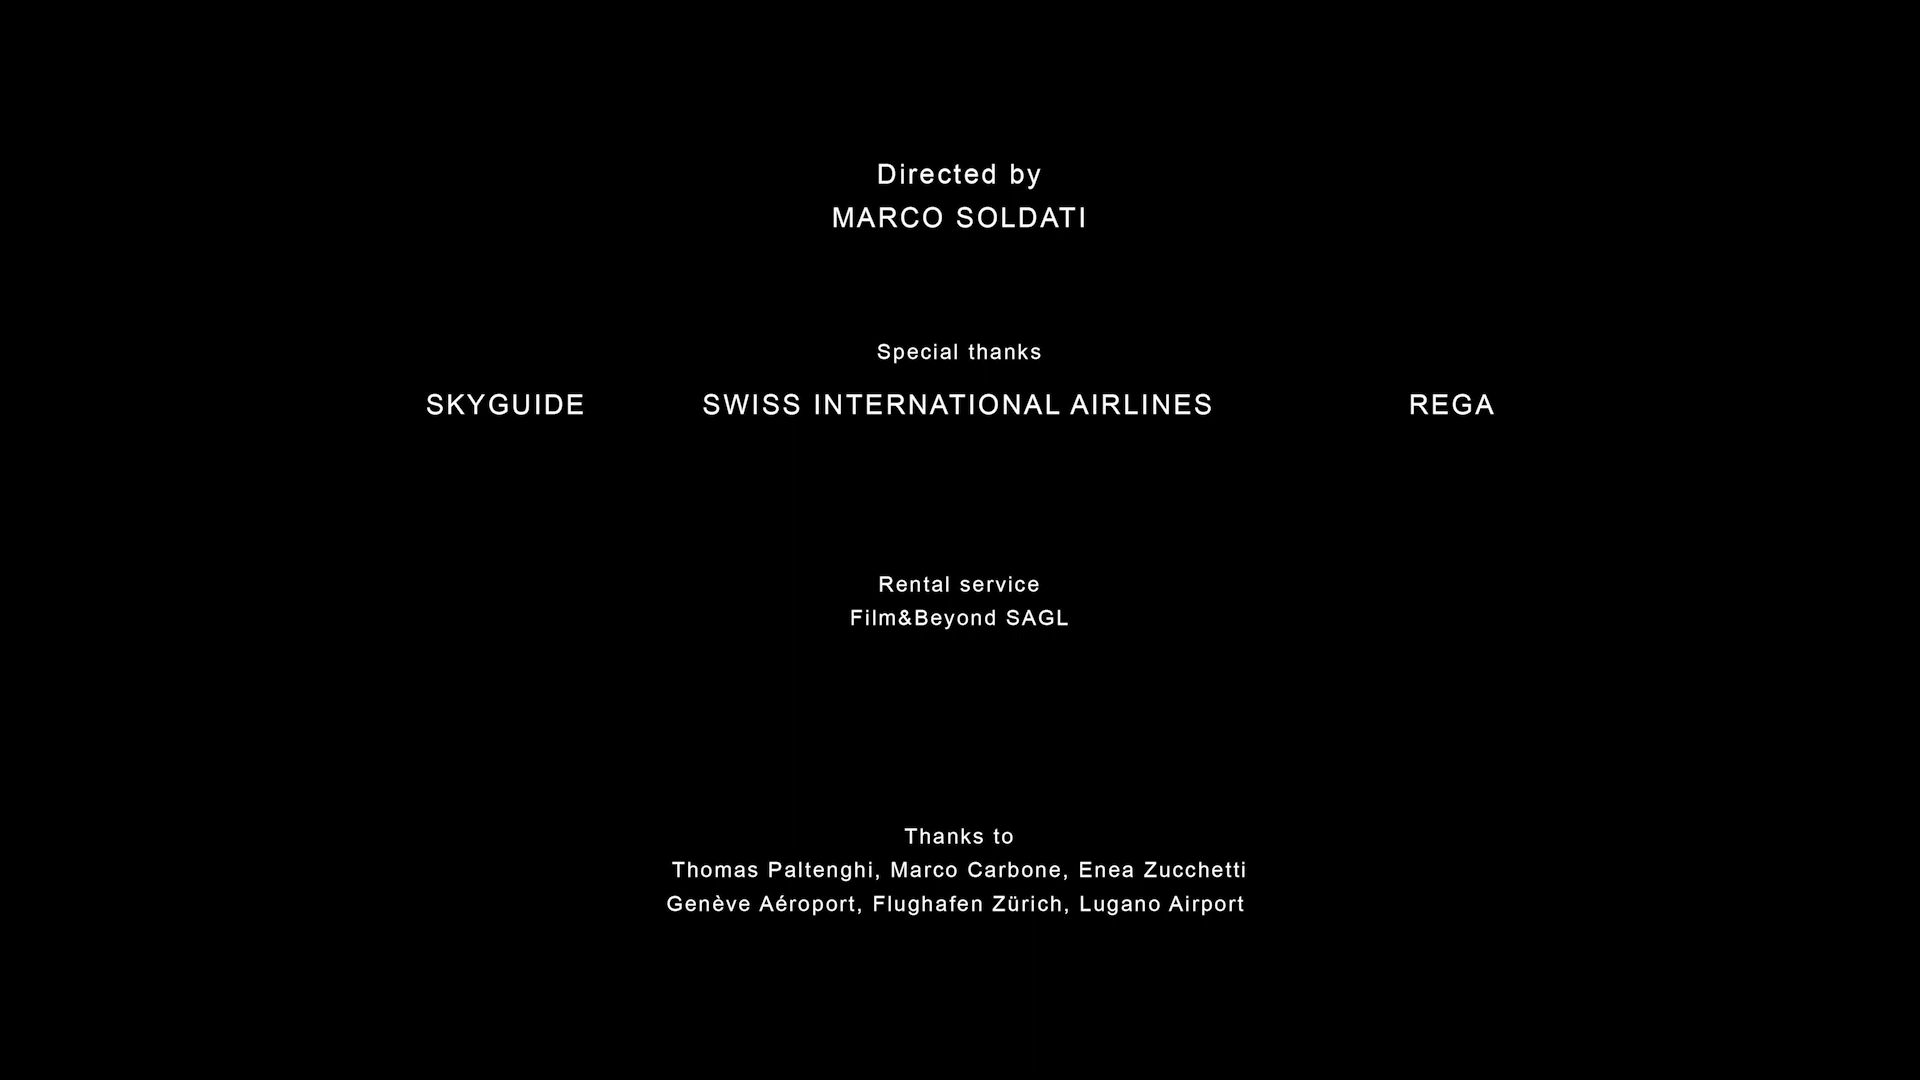 Directed by
MARCO SOLDATI
Special thanks
SKYGUIDE SWISS INTERNATIONAL AIRLINES REGA
Rental service
Film&Beyond SAGL
Thanks to
Thomas Paltenghi, Marco Carbone, Enea Zucchetti
Genève Aéroport, Flughafen Zürich, Lugano Airport